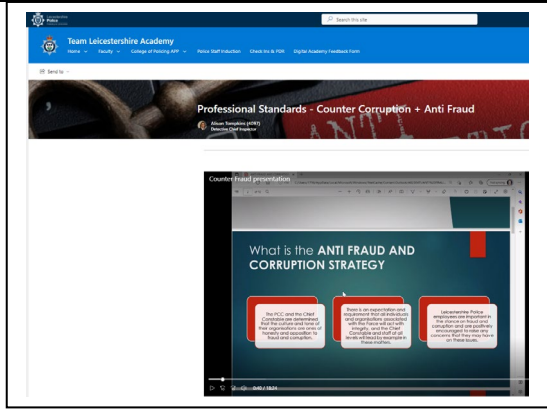 Leicestershire
Police
Search this site
Team Leicestershire Academy
Home Faculty College of Policing APP Police Staff Induction Check Ins & PDR Digital Academy Feedback Form
Send to
Professional Standards - Counter Corruption + Anti Fraud
Alison Tompkins (4097)
Detective Chief Inspector
ANTI
Counter Fraud presentation
What is the ANTI FRAUD AND
CORRUPTION STRATEGY
The PCC and the Chief
Constable are determined
that the culture and tone of
their organisations are ones of
honesty and opposition to
fraud and corruption.
There is an expectation and
requirement that all individuals
and organisations associated
with the Force will act with
integrity, and the Chief
Constable and staff at all
levels will lead by example in
these matters.
Leicestershire Police
employees are important in
the stance on fraud and
corruption and are positively
encouraged to raise any
concerns that they may have
on these issues.
0:40 / 18:24